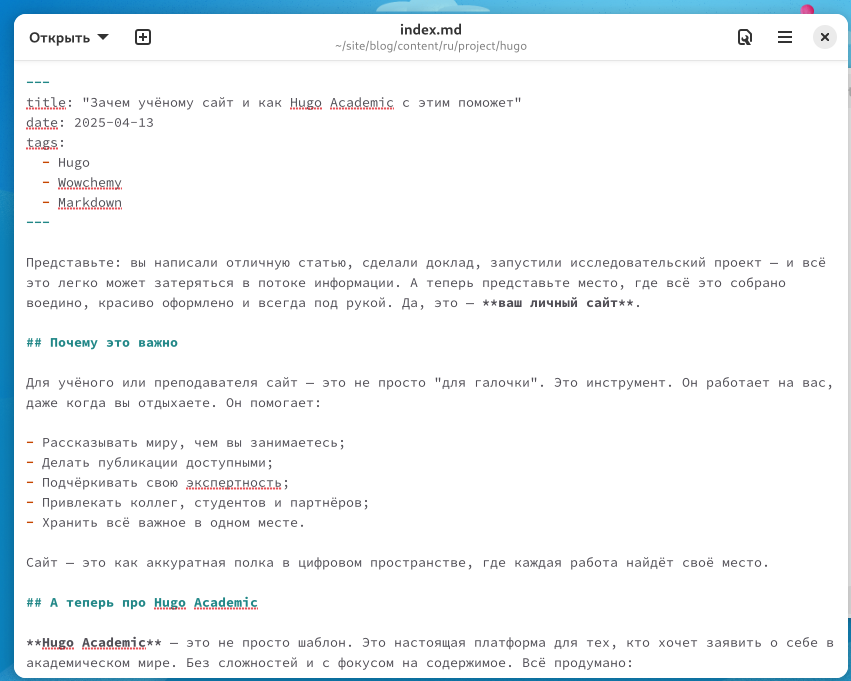 Открыть
index.md
~/site/blog/content/ru/project/hugo
---
title: "Зачем учёному сайт и как Hugo Academic с этим поможет"
date: 2025-04-13
tags:
  - Hugo
  - Wowchemy
  - Markdown
---
Представьте: вы написали отличную статью, сделали доклад, запустили исследовательский проект — и всё
это легко может затеряться в потоке информации. А теперь представьте место, где всё это собрано
воедино, красиво оформлено и всегда под рукой. Да, это — **ваш личный сайт**.
## Почему это важно
Для учёного или преподавателя сайт — это не просто "для галочки". Это инструмент. Он работает на вас,
даже когда вы отдыхаете. Он помогает:
- Рассказывать миру, чем вы занимаетесь;
- Делать публикации доступными;
- Подчёркивать свою экспертность;
- Привлекать коллег, студентов и партнёров;
- Хранить всё важное в одном месте.
Сайт — это как аккуратная полка в цифровом пространстве, где каждая работа найдёт своё место.
## А теперь про Hugo Academic
**Hugo Academic** — это не просто шаблон. Это настоящая платформа для тех, кто хочет заявить о себе в
академическом мире. Без сложностей и с фокусом на содержимое. Всё продумано: